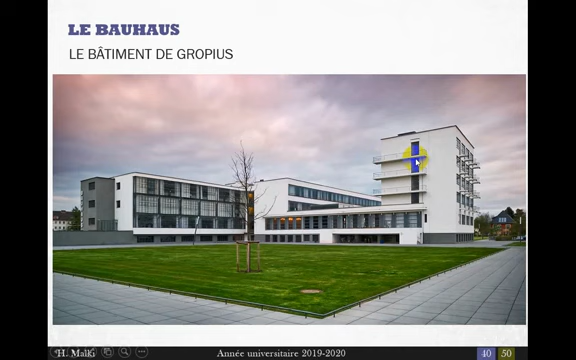 LE BAUHAUS
LE BÂTIMENT DE GROPIUS
H. Malki
Année universitaire 2019-2020
40
50